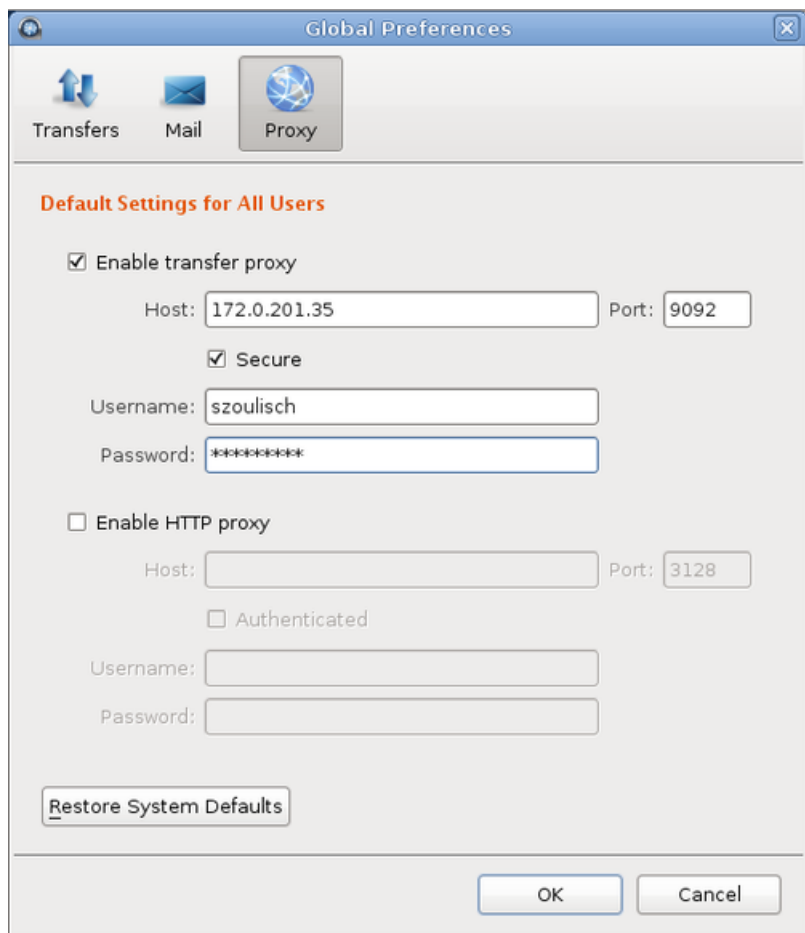 Global Preferences
Transfers Mail Proxy
Default Settings for All Users
Enable transfer proxy
Host: 172.0.201.35 Port: 9092
Secure
Username: szoulisch
Password: *********
Enable HTTP proxy
Host: Port: 3128
Authenticated
Username:
Password:
Restore System Defaults
OK Cancel